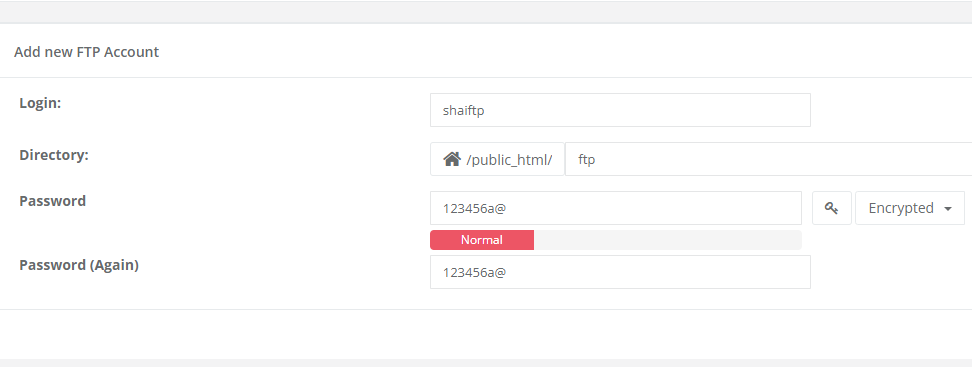 Add new FTP Account
Login:
shaiftp
Directory:
/public_html/ ftp
Password
123456a@
Encrypted
Normal
Password (Again)
123456a@